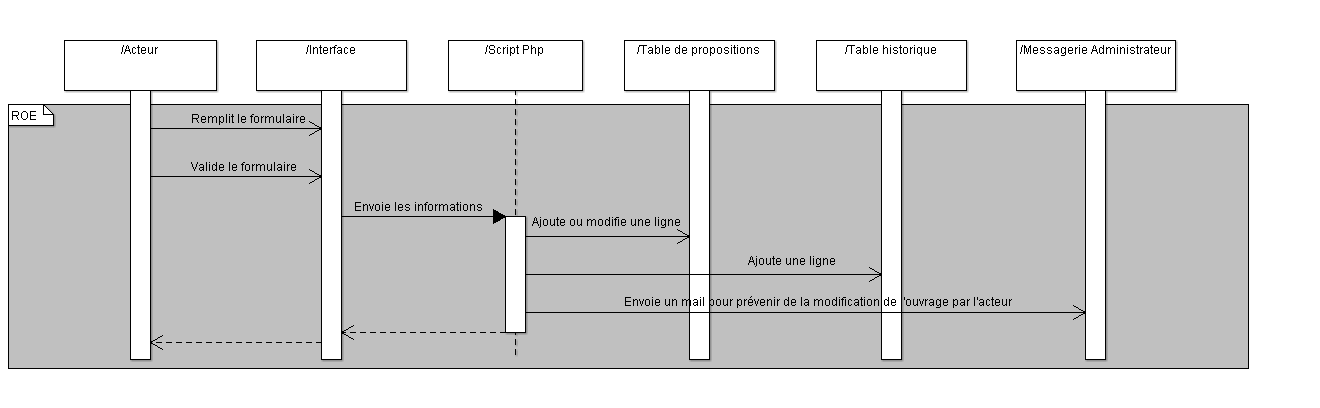 /Acteur
/Interface
/Script Php
/Table de propositions
/Table historique
/Messagerie Administrateur
ROE
Remplit le formulaire
Valide le formulaire
Envoie les informations
Ajoute ou modifie une ligne
Ajoute une ligne
Envoie un mail pour prévenir de la modification de l'ouvrage par l'acteur